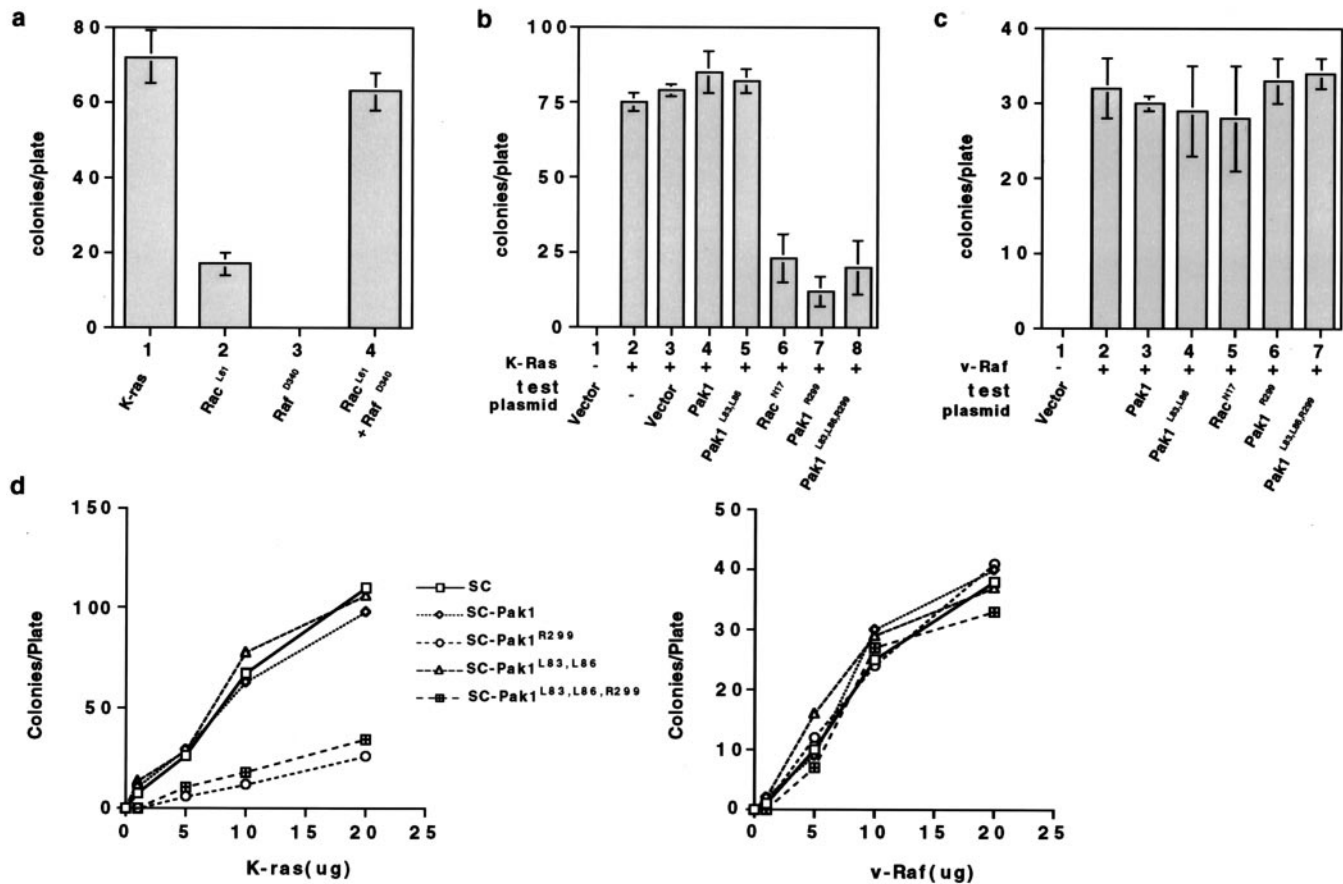 a
80
60
40
20
0
colonies/plate
1 2 3 4
K-ras
Rac L61
Raf D340
Rac L61
+ Raf D340
b
100
75
50
25
0
colonies/plate
1 2 3 4 5 6 7 8
K-Ras - + + + + + + +
test
plasmid
Vector
-
Vector
Pak1
Pak1 L83,L86
Rac N17
Pak1 R299
Pak1 L83,L86,R299
c
40
30
20
10
0
colonies/plate
1 2 3 4 5 6 7
v-Raf - + + + + + +
test
plasmid
Vector
Pak1
Pak1 L83,L86
Rac N17
Pak1 R299
Pak1 L83,L86,R299
d
150
100
50
0
Colonies/Plate
0 5 10 15 20 25
K-ras(ug)
SC
SC-Pak1
SC-Pak1R299
SC-Pak1L83,L86
SC-Pak1L83,L86,R299
50
40
30
20
10
0
Colonies/Plate
0 5 10 15 20 25
v-Raf(ug)